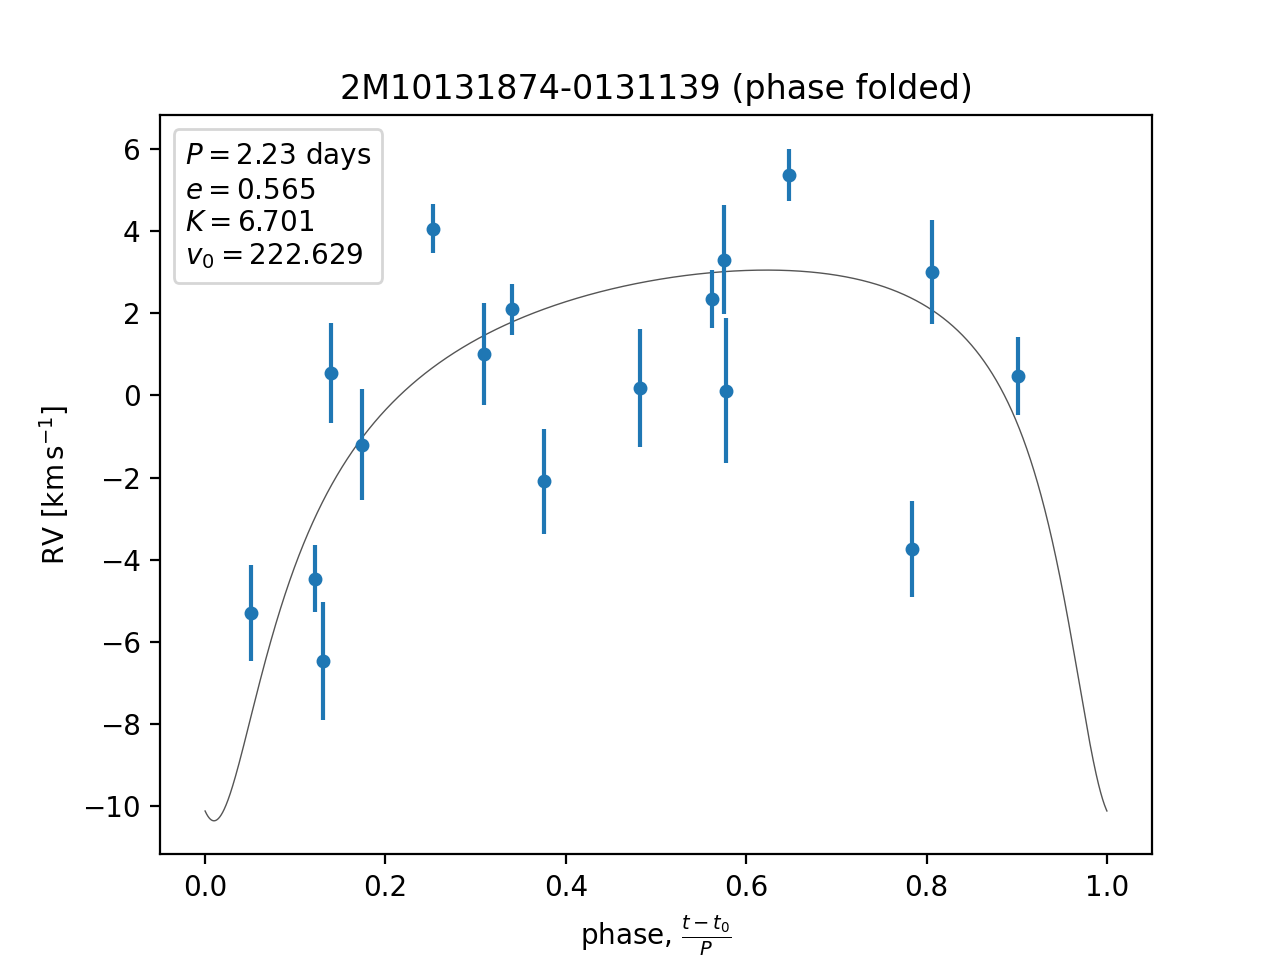 2M10131874-0131139 (phase folded)
P = 2.23 days
e = 0.565
K = 6.701
v₀ = 222.629
6
4
2
0
−2
−4
−6
−8
−10
RV [km s⁻¹]
0.0 0.2 0.4 0.6 0.8 1.0
phase, (t − t₀)/P